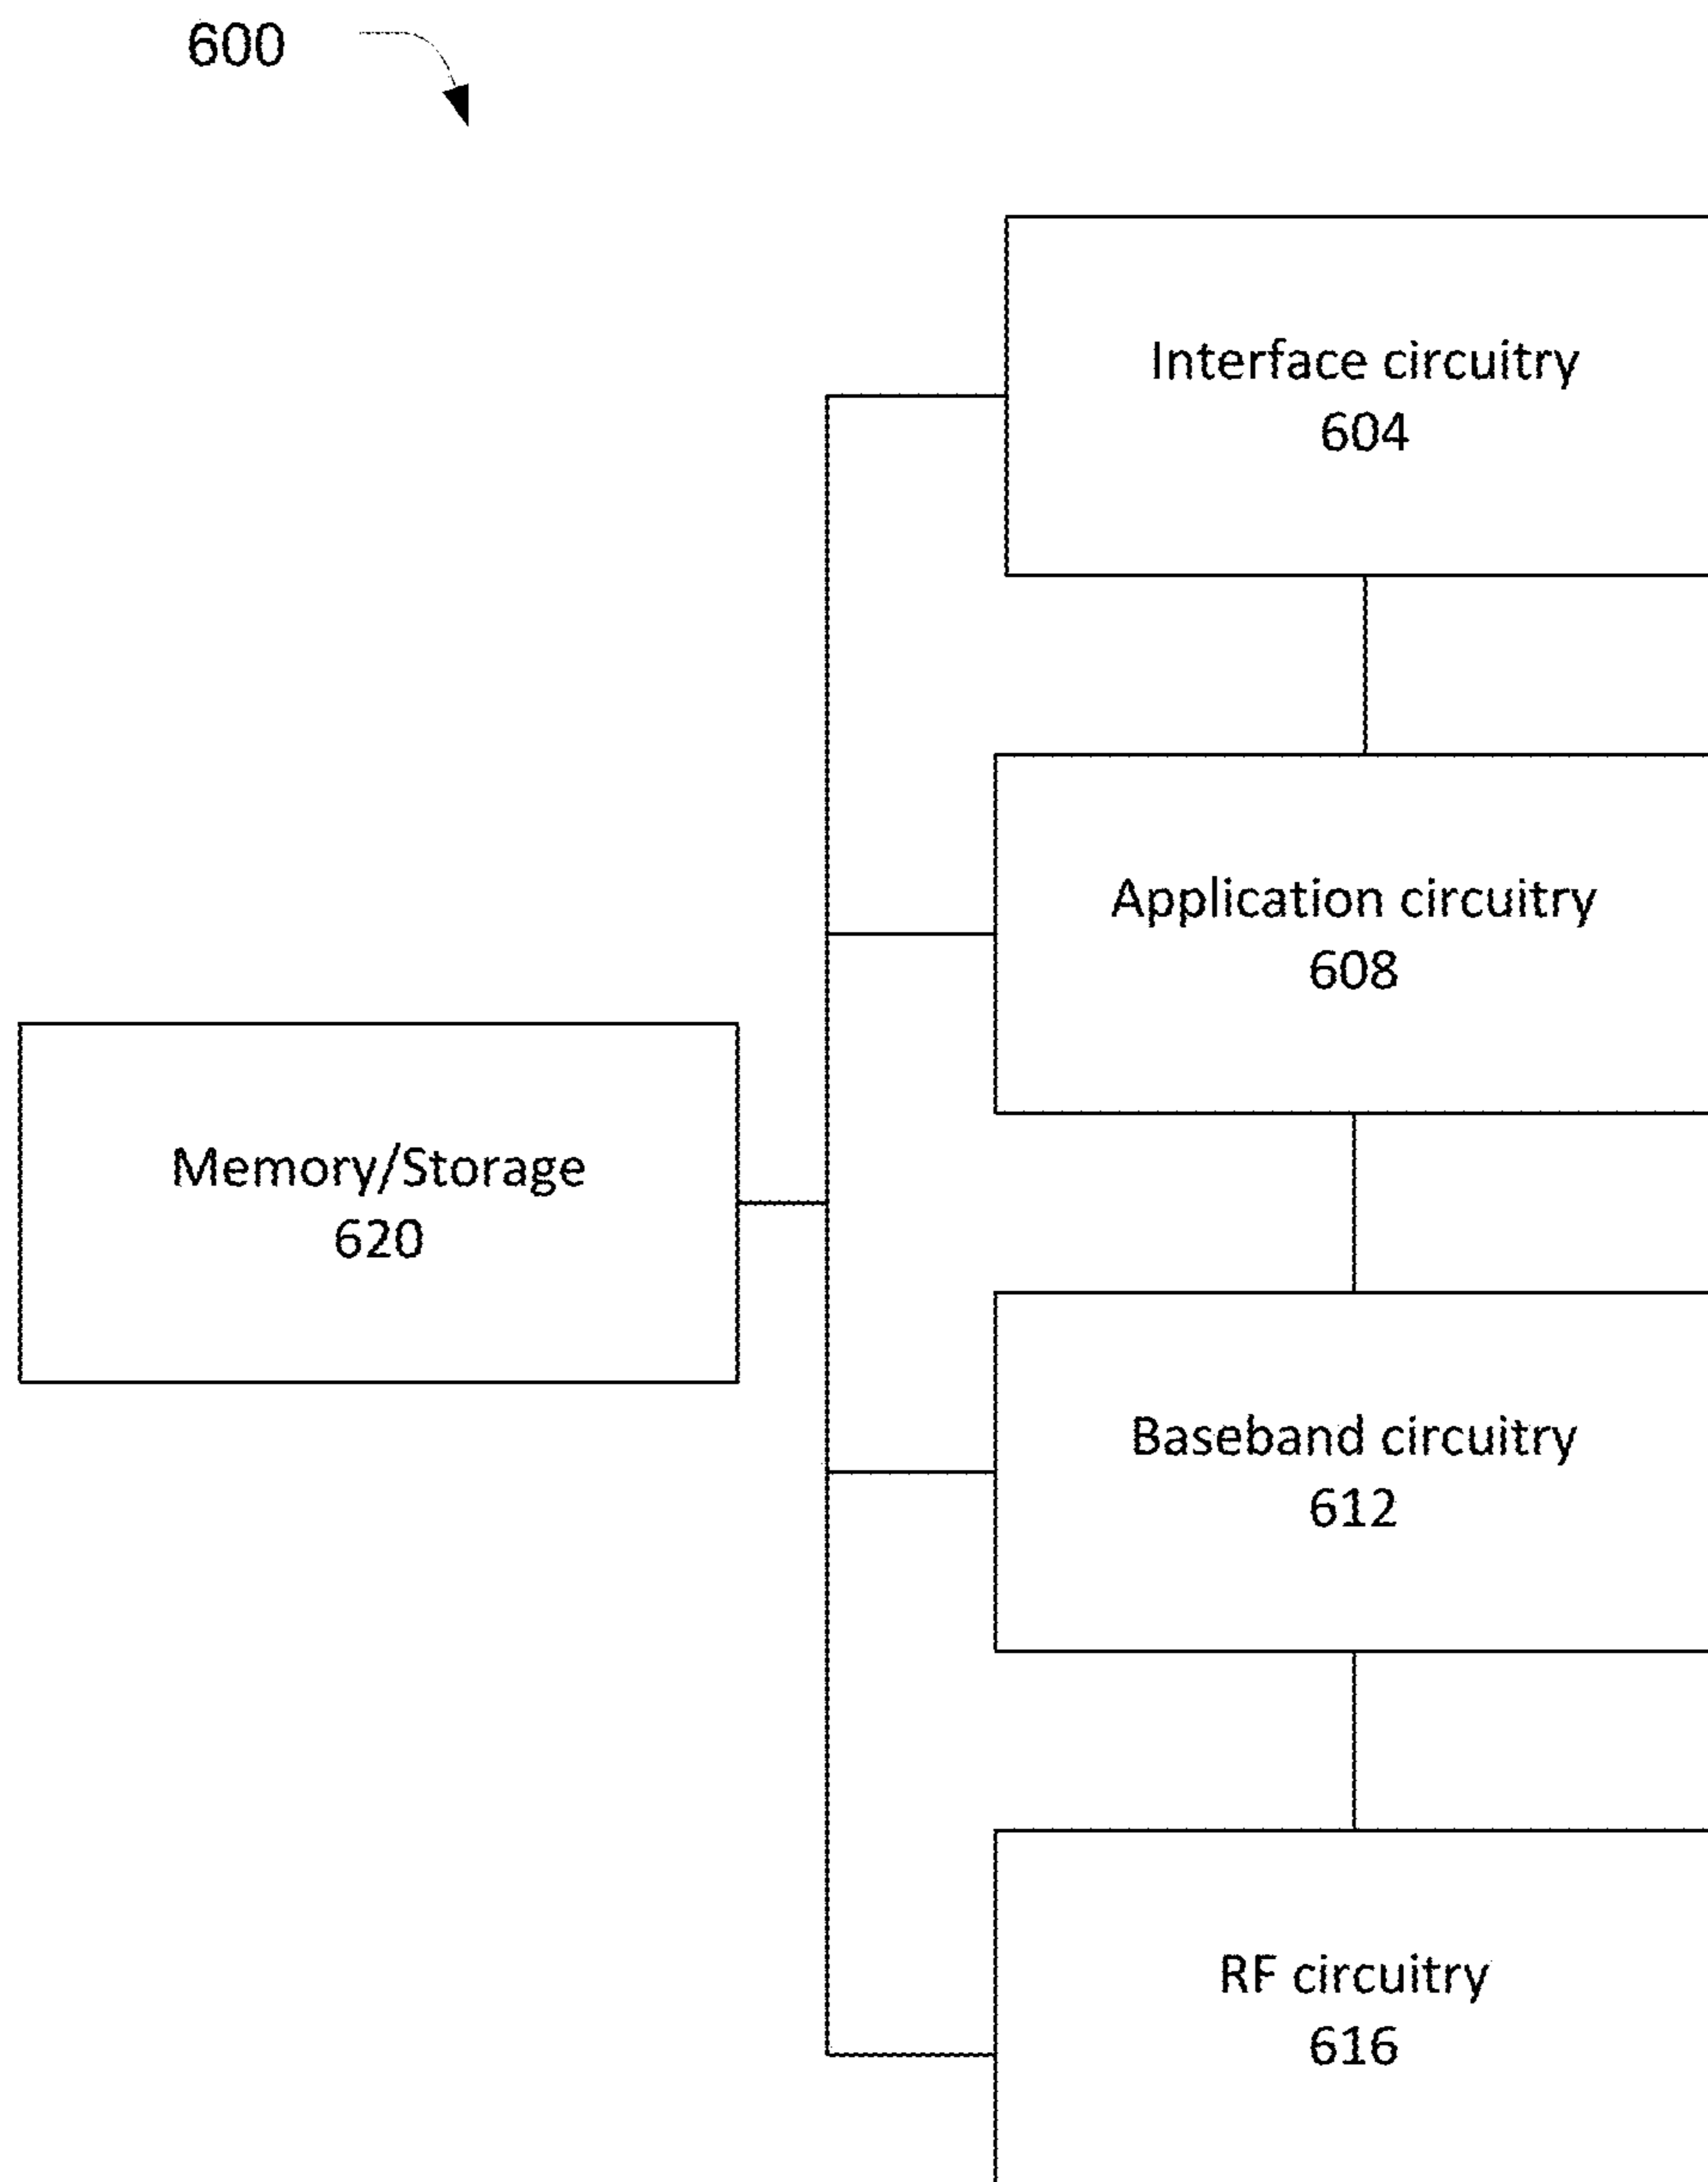 600
Interface circuitry
604
Application circuitry
608
Memory/Storage
620
Baseband circuitry
612
RF circuitry
616